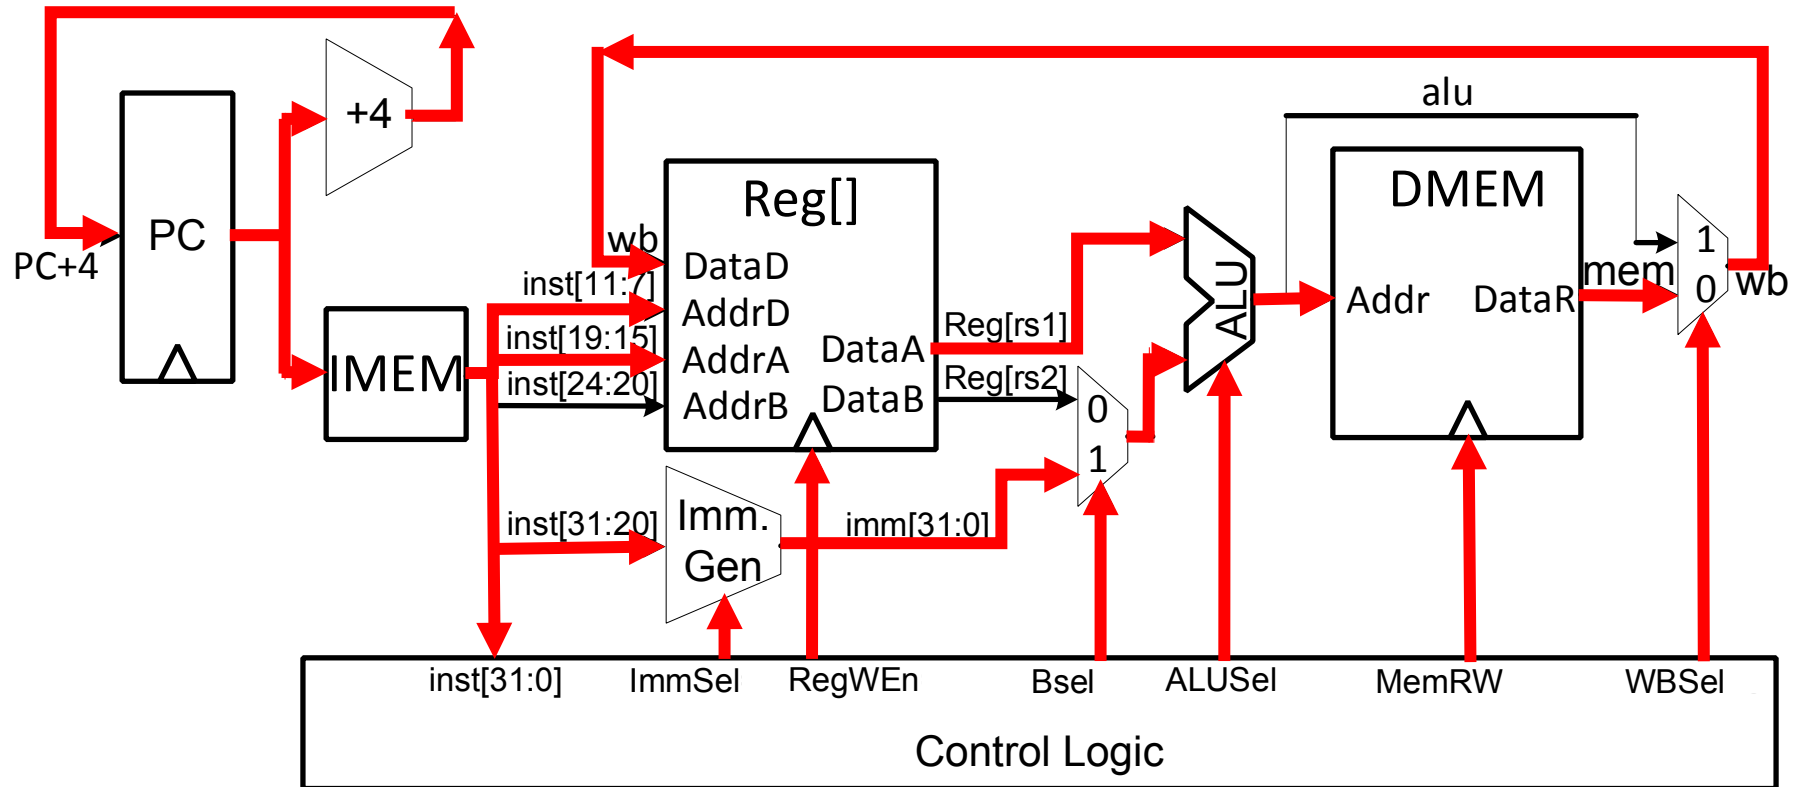 +4
alu
PC
PC+4
IMEM
Reg[]
wb
DataD
inst[11:7]
AddrD
inst[19:15]
AddrA
inst[24:20]
AddrB
DataA
DataB
Reg[rs1]
Reg[rs2]
0
1
ALU
DMEM
Addr
DataR
mem
1
0
wb
inst[31:20]
Imm.
Gen
imm[31:0]
inst[31:0]
ImmSel
RegWEn
Bsel
ALUSel
MemRW
WBSel
Control Logic